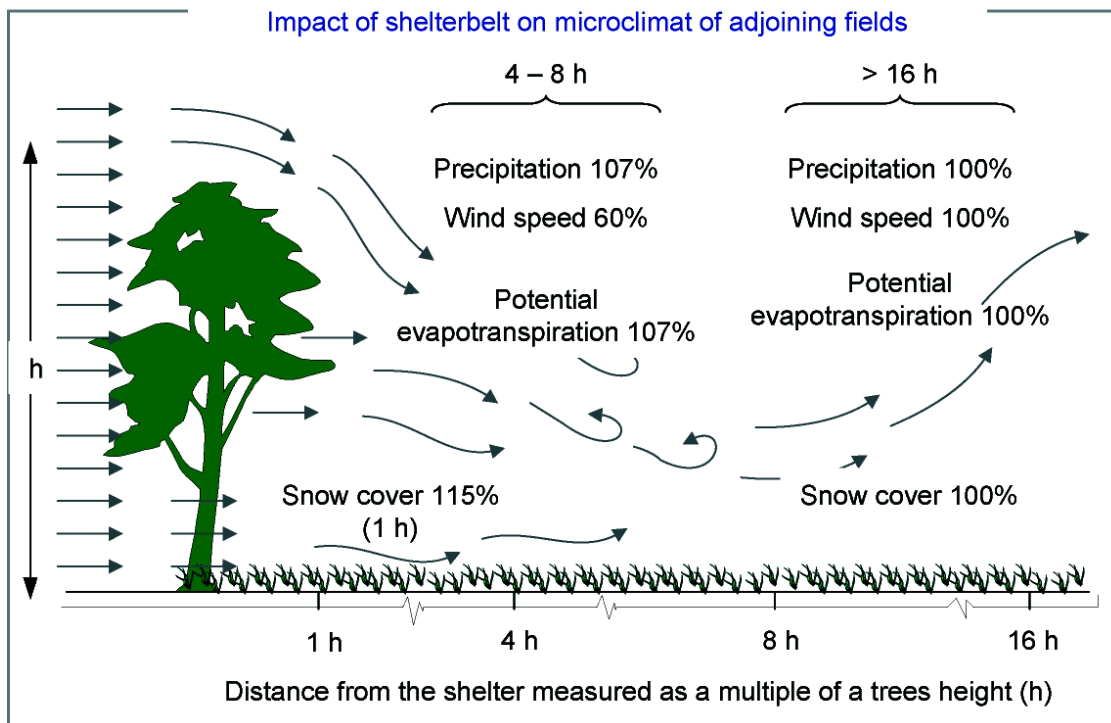 Impact of shelterbelt on microclimat of adjoining fields
4 – 8 h
> 16 h
Precipitation 107%
Precipitation 100%
Wind speed 60%
Wind speed 100%
Potential
evapotranspiration 107%
Potential
evapotranspiration 100%
h
Snow cover 115%
(1 h)
Snow cover 100%
1 h
4 h
8 h
16 h
Distance from the shelter measured as a multiple of a trees height (h)